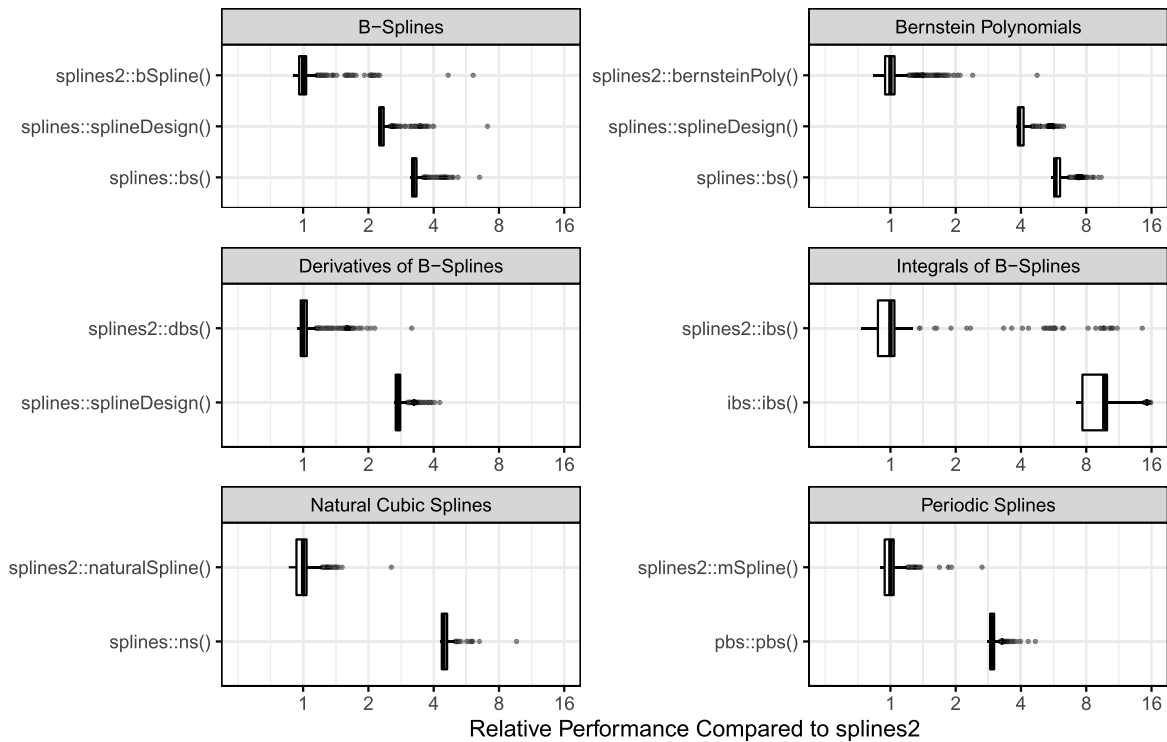 B−Splines
splines2::bSpline()
splines::splineDesign()
splines::bs()
1 2 4 8 16
Bernstein Polynomials
splines2::bernsteinPoly()
splines::splineDesign()
splines::bs()
1 2 4 8 16
Derivatives of B−Splines
splines2::dbs()
splines::splineDesign()
1 2 4 8 16
Integrals of B−Splines
splines2::ibs()
ibs::ibs()
1 2 4 8 16
Natural Cubic Splines
splines2::naturalSpline()
splines::ns()
1 2 4 8 16
Periodic Splines
splines2::mSpline()
pbs::pbs()
1 2 4 8 16
Relative Performance Compared to splines2